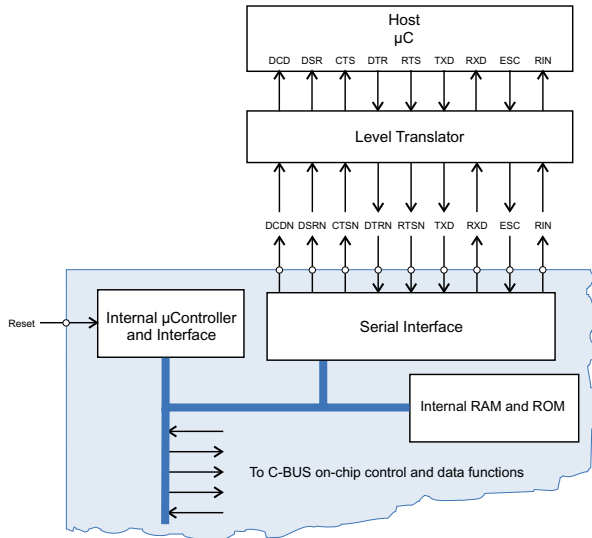 Host
µC
DCD DSR CTS DTR RTS TXD RXD ESC RIN
Level Translator
DCDN DSRN CTSN DTRN RTSN TXD RXD ESC RIN
Reset
Internal µController
and Interface
Serial Interface
Internal RAM and ROM
To C-BUS on-chip control and data functions